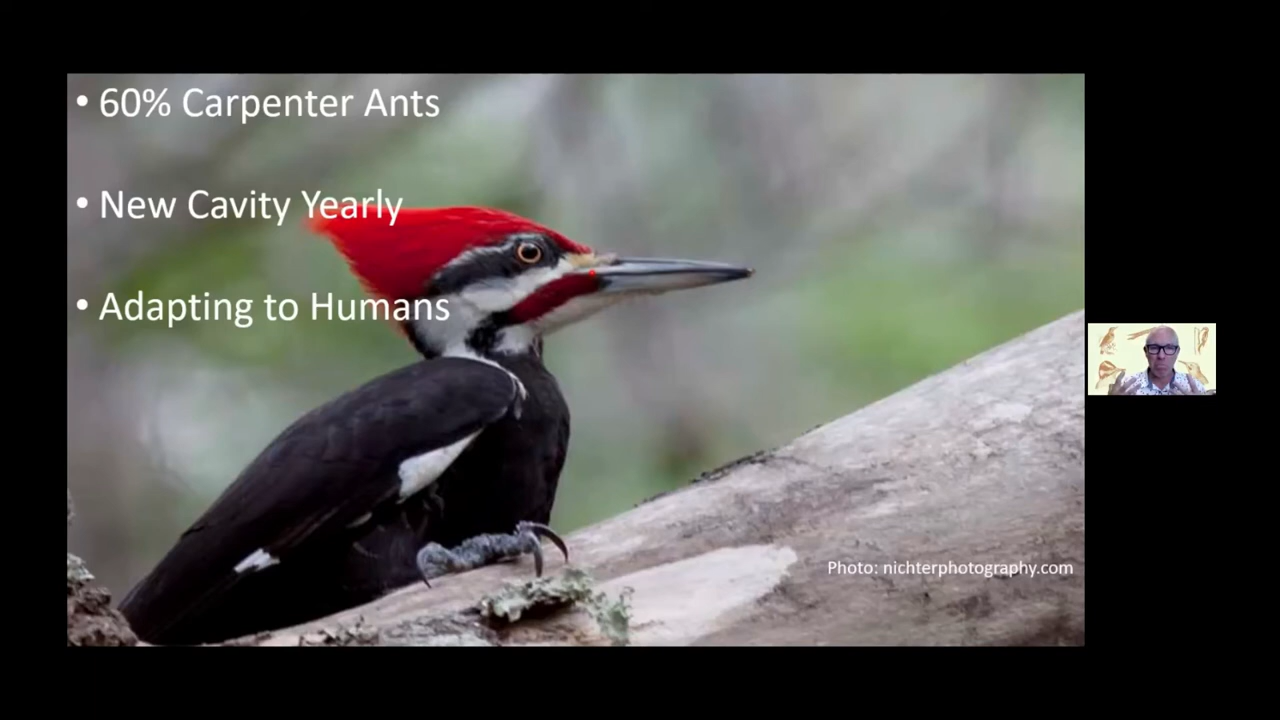 • 60% Carpenter Ants
• New Cavity Yearly
• Adapting to Humans
Photo: nichterphotography.com